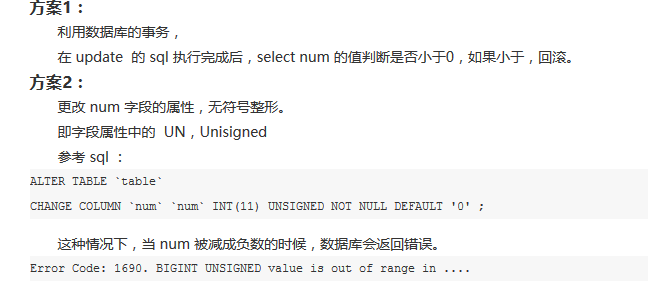 方案1：
利用数据库的事务，
在 update 的 sql 执行完成后，select num 的值判断是否小于0，如果小于，回滚。
方案2：
更改 num 字段的属性，无符号整形。
即字段属性中的 UN，Unisigned
参考 sql ：
ALTER TABLE `table`
CHANGE COLUMN `num` `num` INT(11) UNSIGNED NOT NULL DEFAULT '0' ;
这种情况下，当 num 被减成负数的时候，数据库会返回错误。
Error Code: 1690. BIGINT UNSIGNED value is out of range in ....